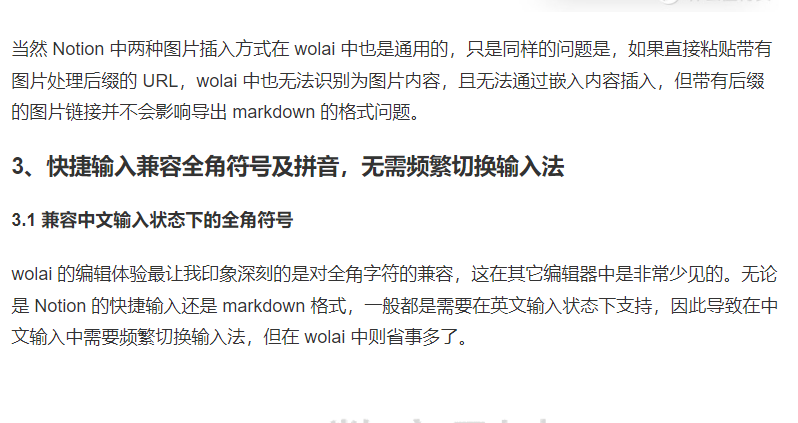 当然 Notion 中两种图片插入方式在 wolai 中也是通用的，只是同样的问题是，如果直接粘贴带有
图片处理后缀的 URL，wolai 中也无法识别为图片内容，且无法通过嵌入内容插入，但带有后缀
的图片链接并不会影响导出 markdown 的格式问题。
3、快捷输入兼容全角符号及拼音，无需频繁切换输入法
3.1 兼容中文输入状态下的全角符号
wolai 的编辑体验最让我印象深刻的是对全角字符的兼容，这在其它编辑器中是非常少见的。无论
是 Notion 的快捷输入还是 markdown 格式，一般都是需要在英文输入状态下支持，因此导致在中
文输入中需要频繁切换输入法，但在 wolai 中则省事多了。